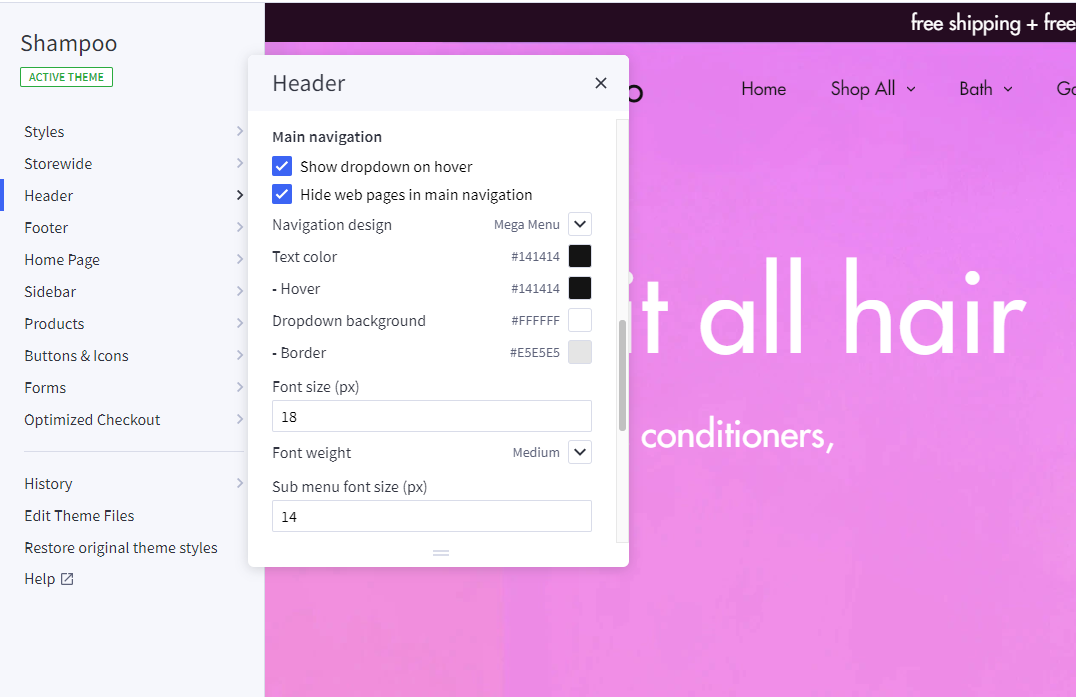 Shampoo
ACTIVE THEME
Styles
Storewide
Header
Footer
Home Page
Sidebar
Products
Buttons & Icons
Forms
Optimized Checkout
History
Edit Theme Files
Restore original theme styles
Help
Header
Main navigation
Show dropdown on hover
Hide web pages in main navigation
Navigation design Mega Menu
Text color #141414
- Hover #141414
Dropdown background #FFFFFF
- Border #E5E5E5
Font size (px)
18
Font weight Medium
Sub menu font size (px)
14
free shipping + free
Home Shop All Bath
it all hair
conditioners,